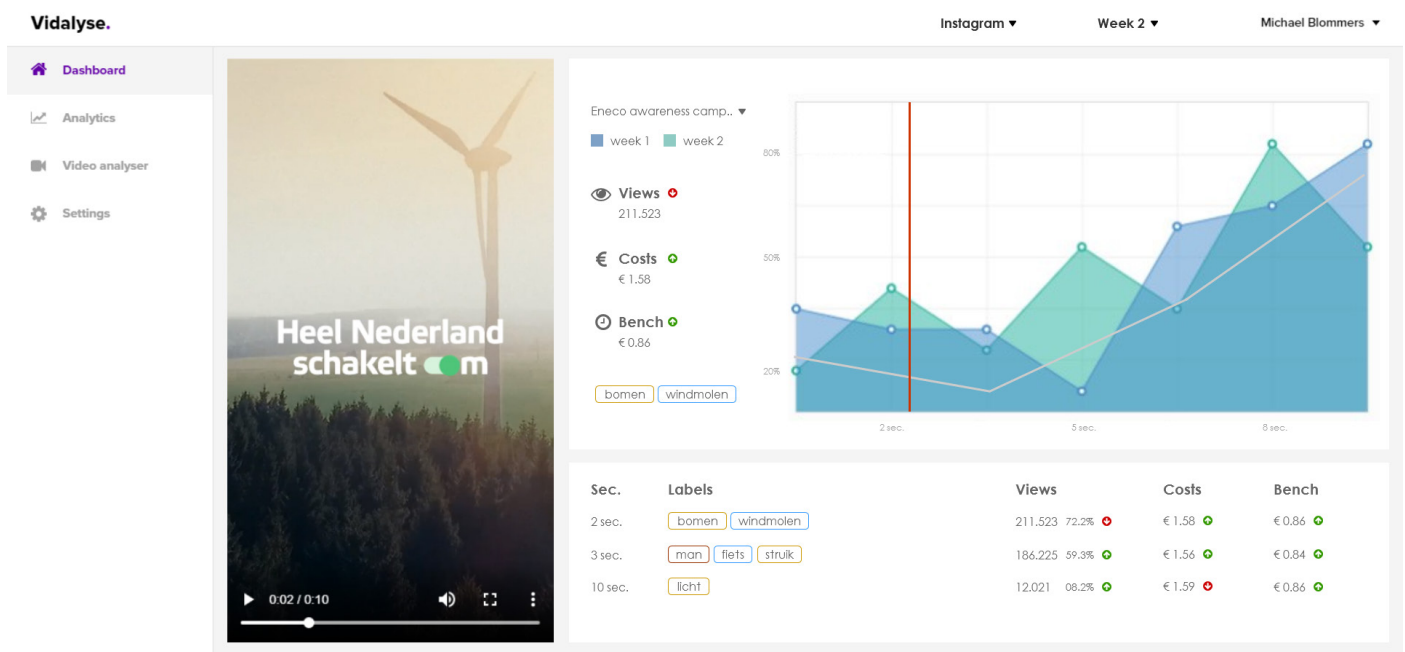 Vidalyse.
Instagram ▼ Week 2 ▼ Michael Blommers ▼
Dashboard
Analytics
Video analyser
Settings
Heel Nederland
schakelt om
0:02 / 0:10
Eneco awareness camp.. ▼
week 1 week 2
Views
211.523
€ Costs
€ 1.58
Bench
€ 0.86
bomen windmolen
80%
50%
20%
2 sec. 5 sec. 8 sec.
Sec. Labels Views Costs Bench
2 sec. bomen windmolen 211.523 72.2% € 1.58 € 0.86
3 sec. man fiets struik 186.225 59.3% € 1.56 € 0.84
10 sec. licht 12.021 08.2% € 1.59 € 0.86